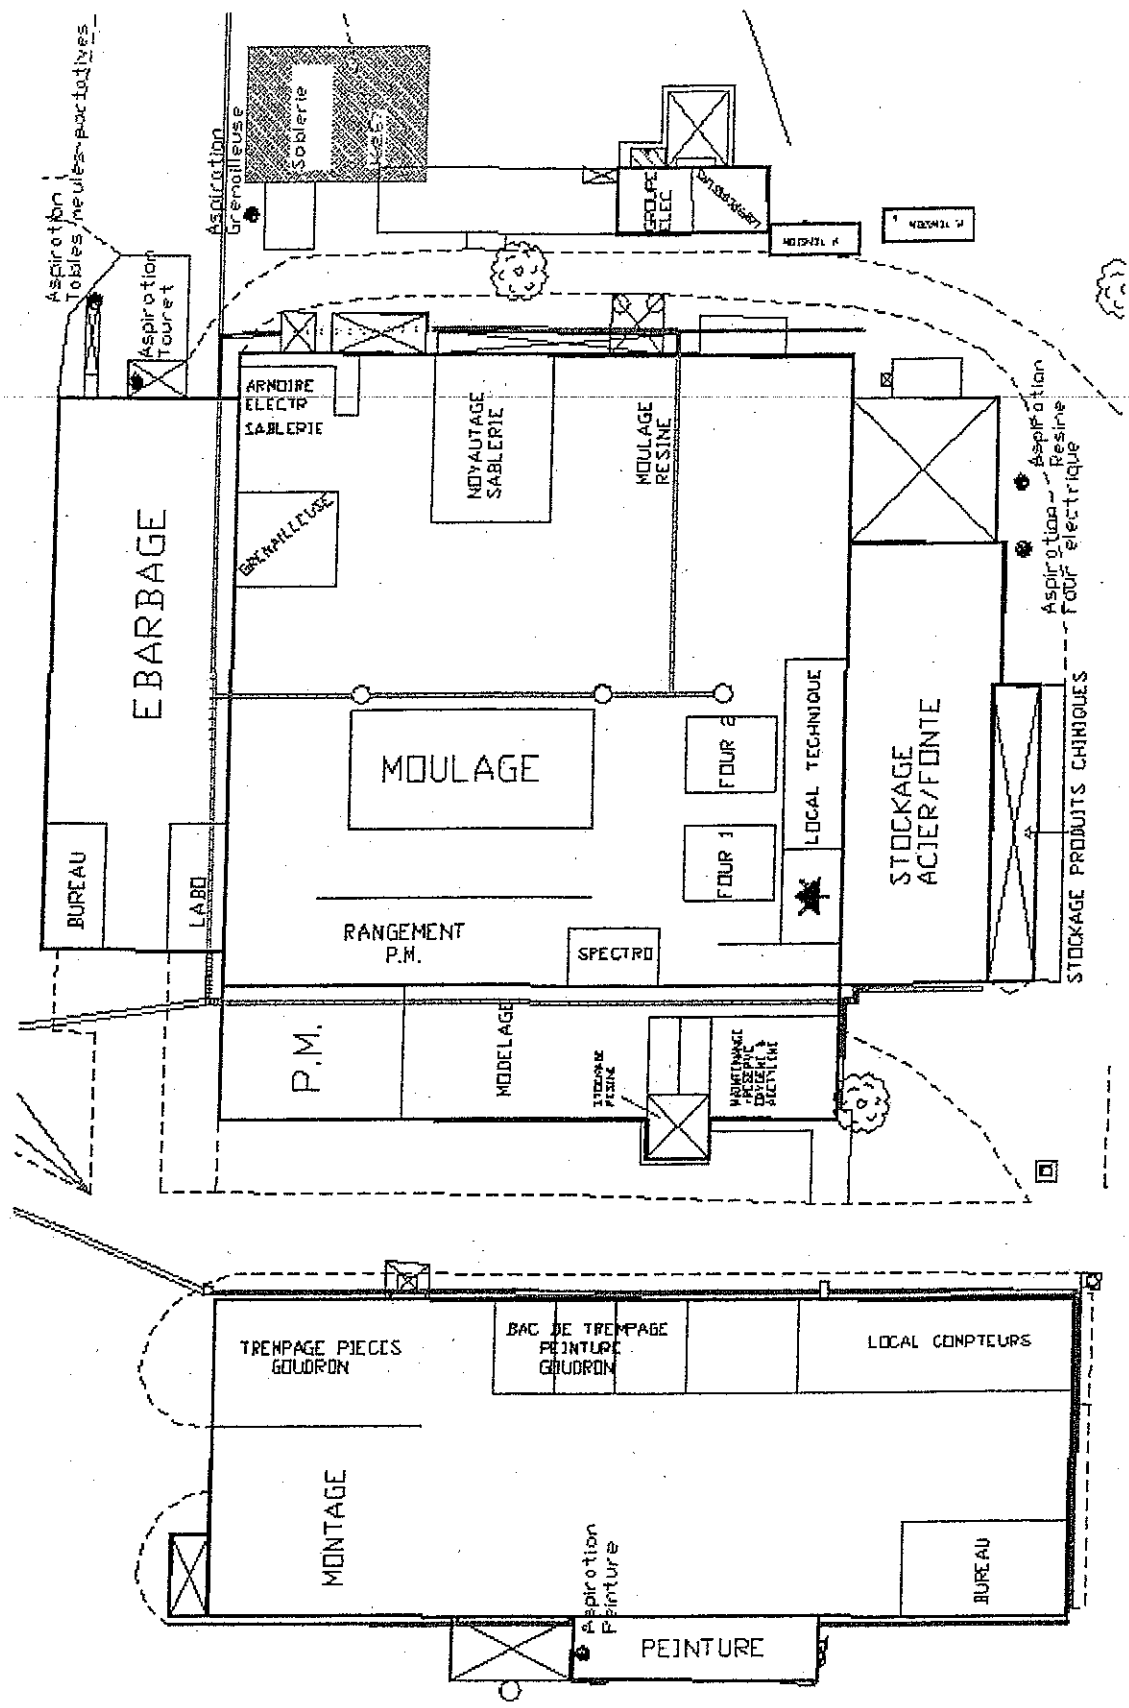 Aspiration
Tables meules portatives
Aspiration
Touret
Aspiration
Grenailleuse
Sablerie
GROUPE
ELEC
ARMOIRE
ELECTR
SABLERIE
NOYAUTAGE
SABLERIE
MOULAGE
RESINE
GRENAILLEUSE
EBARBAGE
Aspiration
Resine
Aspiration
Four electrique
MOULAGE
FOUR 2
FOUR 1
LOCAL TECHNIQUE
STOCKAGE
ACIER/FONTE
STOCKAGE PRODUITS CHIMIQUES
BUREAU
LABO
RANGEMENT
P.M.
SPECTRO
P.M.
MODELAGE
STOCKAGE
RESINE
MAINTENANCE
TREMPAGE PIECES
GOUDRON
BAC DE TREMPAGE
PEINTURE
GOUDRON
LOCAL COMPTEURS
MONTAGE
Aspiration
Peinture
PEINTURE
BUREAU